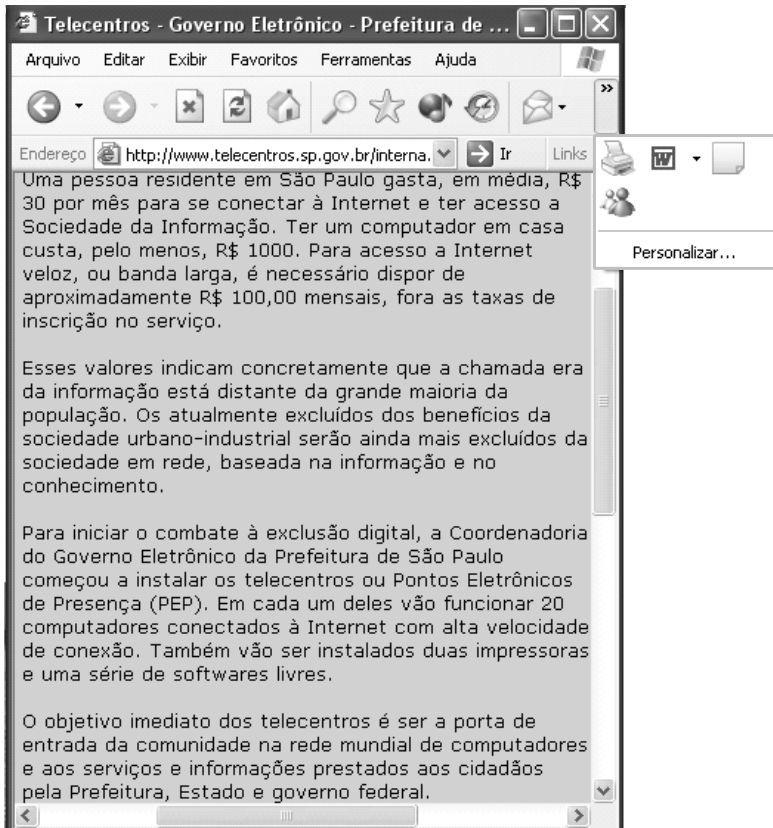 Telecentros - Governo Eletrônico - Prefeitura de ...
Arquivo Editar Exibir Favoritos Ferramentas Ajuda
Endereço http://www.telecentros.sp.gov.br/interna. Ir Links
Personalizar...
Uma pessoa residente em São Paulo gasta, em média, R$
30 por mês para se conectar à Internet e ter acesso a
Sociedade da Informação. Ter um computador em casa
custa, pelo menos, R$ 1000. Para acesso a Internet
veloz, ou banda larga, é necessário dispor de
aproximadamente R$ 100,00 mensais, fora as taxas de
inscrição no serviço.
Esses valores indicam concretamente que a chamada era
da informação está distante da grande maioria da
população. Os atualmente excluídos dos benefícios da
sociedade urbano-industrial serão ainda mais excluídos da
sociedade em rede, baseada na informação e no
conhecimento.
Para iniciar o combate à exclusão digital, a Coordenadoria
do Governo Eletrônico da Prefeitura de São Paulo
começou a instalar os telecentros ou Pontos Eletrônicos
de Presença (PEP). Em cada um deles vão funcionar 20
computadores conectados à Internet com alta velocidade
de conexão. Também vão ser instalados duas impressoras
e uma série de softwares livres.
O objetivo imediato dos telecentros é ser a porta de
entrada da comunidade na rede mundial de computadores
e aos serviços e informações prestados aos cidadãos
pela Prefeitura, Estado e governo federal.